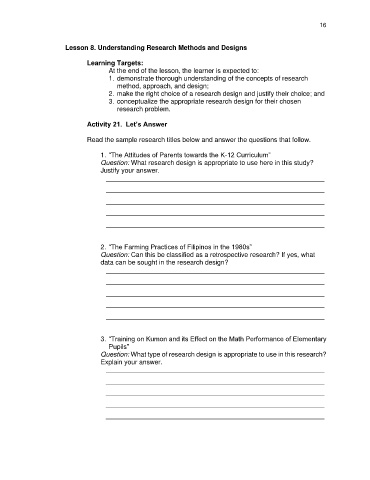 16
Lesson 8. Understanding Research Methods and Designs
Learning Targets:
At the end of the lesson, the learner is expected to:
1. demonstrate thorough understanding of the concepts of research
method, approach, and design;
2. make the right choice of a research design and justify their choice; and
3. conceptualize the appropriate research design for their chosen
research problem.
Activity 21. Let's Answer
Read the sample research titles below and answer the questions that follow.
1. "The Attitudes of Parents towards the K-12 Curriculum"
Question: What research design is appropriate to use here in this study?
Justify your answer.
2. "The Farming Practices of Filipinos in the 1980s"
Question: Can this be classified as a retrospective research? If yes, what
data can be sought in the research design?
3. "Training on Kumon and its Effect on the Math Performance of Elementary
Pupils"
Question: What type of research design is appropriate to use in this research?
Explain your answer.